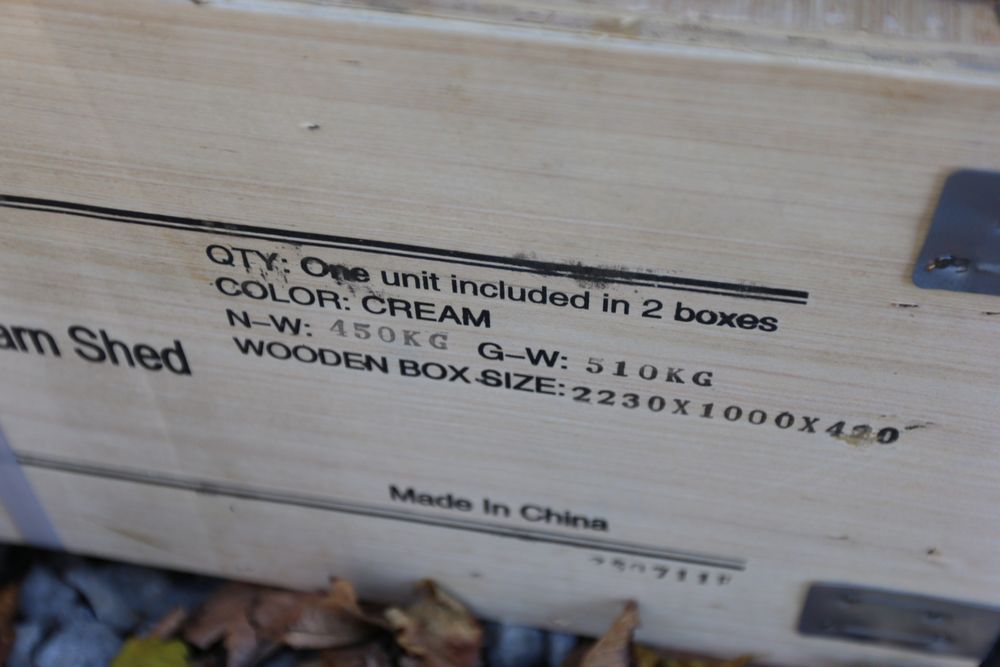 QTY: One unit included in 2 boxes
COLOR: CREAM
N-W: 450KG G-W: 510KG
WOODEN BOX SIZE: 2230X1000X420
Shed
Made In China